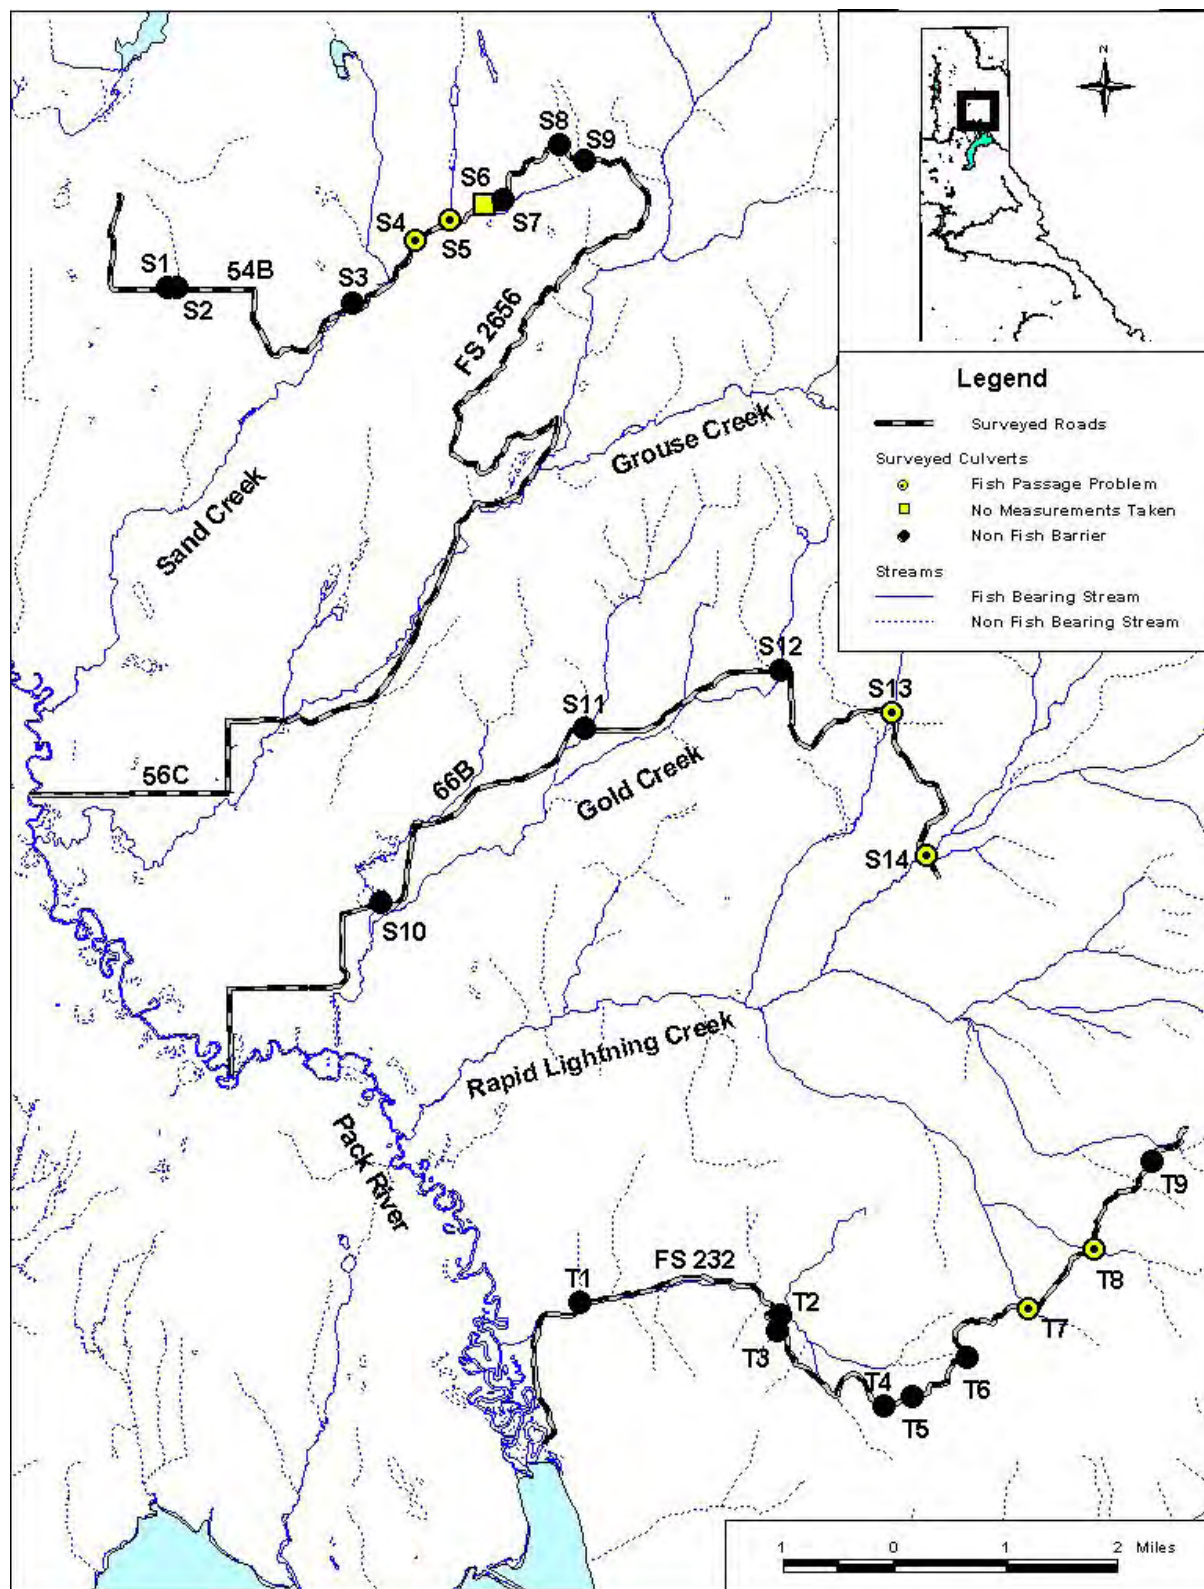 N
S8
S9
S6
S7
S4
S5
S1
54B
S3
S2
FS 2656
Legend
Surveyed Roads
Surveyed Culverts
Fish Passage Problem
No Measurements Taken
Non Fish Barrier
Streams
Fish Bearing Stream
Non Fish Bearing Stream
Grouse Creek
Sand Creek
S12
S13
S11
56C
66B
Gold Creek
S14
S10
Rapid Lightning Creek
Pack River
T9
FS 232
T8
T1
T2
T7
T3
T6
T4
T5
1 0 1 2 Miles